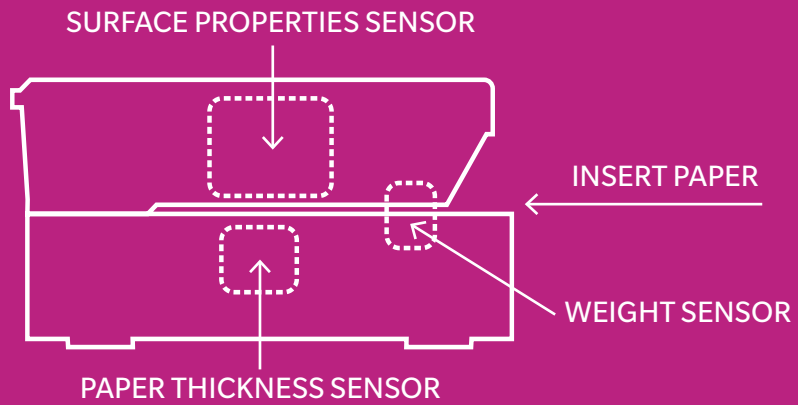 SURFACE PROPERTIES SENSOR
INSERT PAPER
WEIGHT SENSOR
PAPER THICKNESS SENSOR